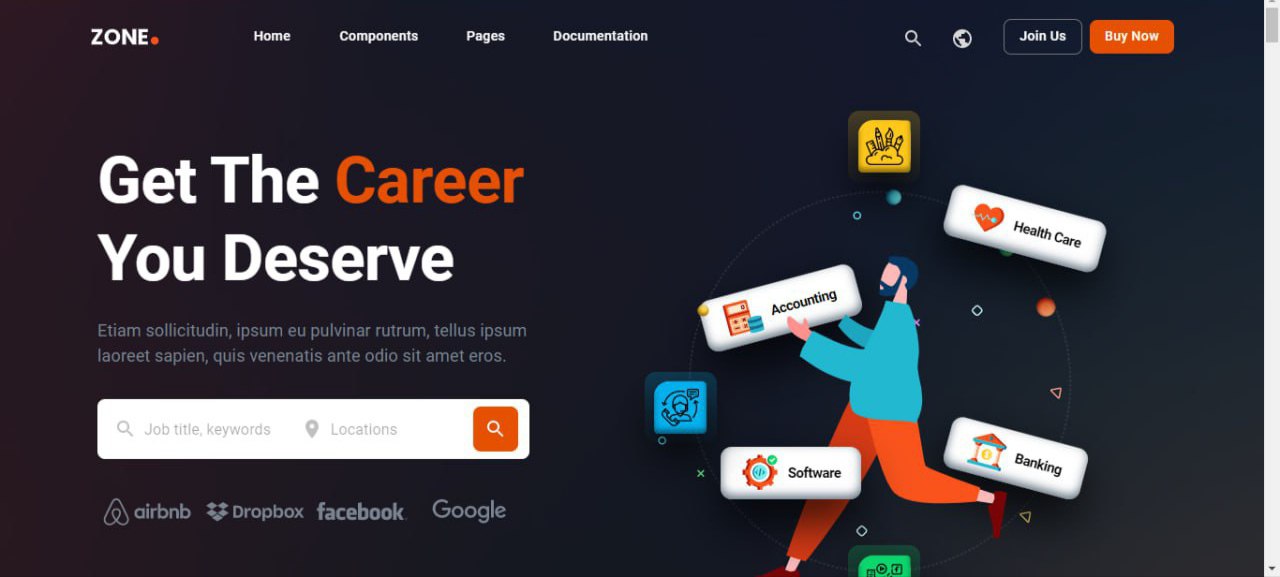 ZONE.
Home
Components
Pages
Documentation
Join Us
Buy Now
Get The Career
You Deserve
Etiam sollicitudin, ipsum eu pulvinar rutrum, tellus ipsum
laoreet sapien, quis venenatis ante odio sit amet eros.
Job title, keywords
Locations
airbnb
Dropbox
facebook
Google
Health Care
Accounting
Banking
Software